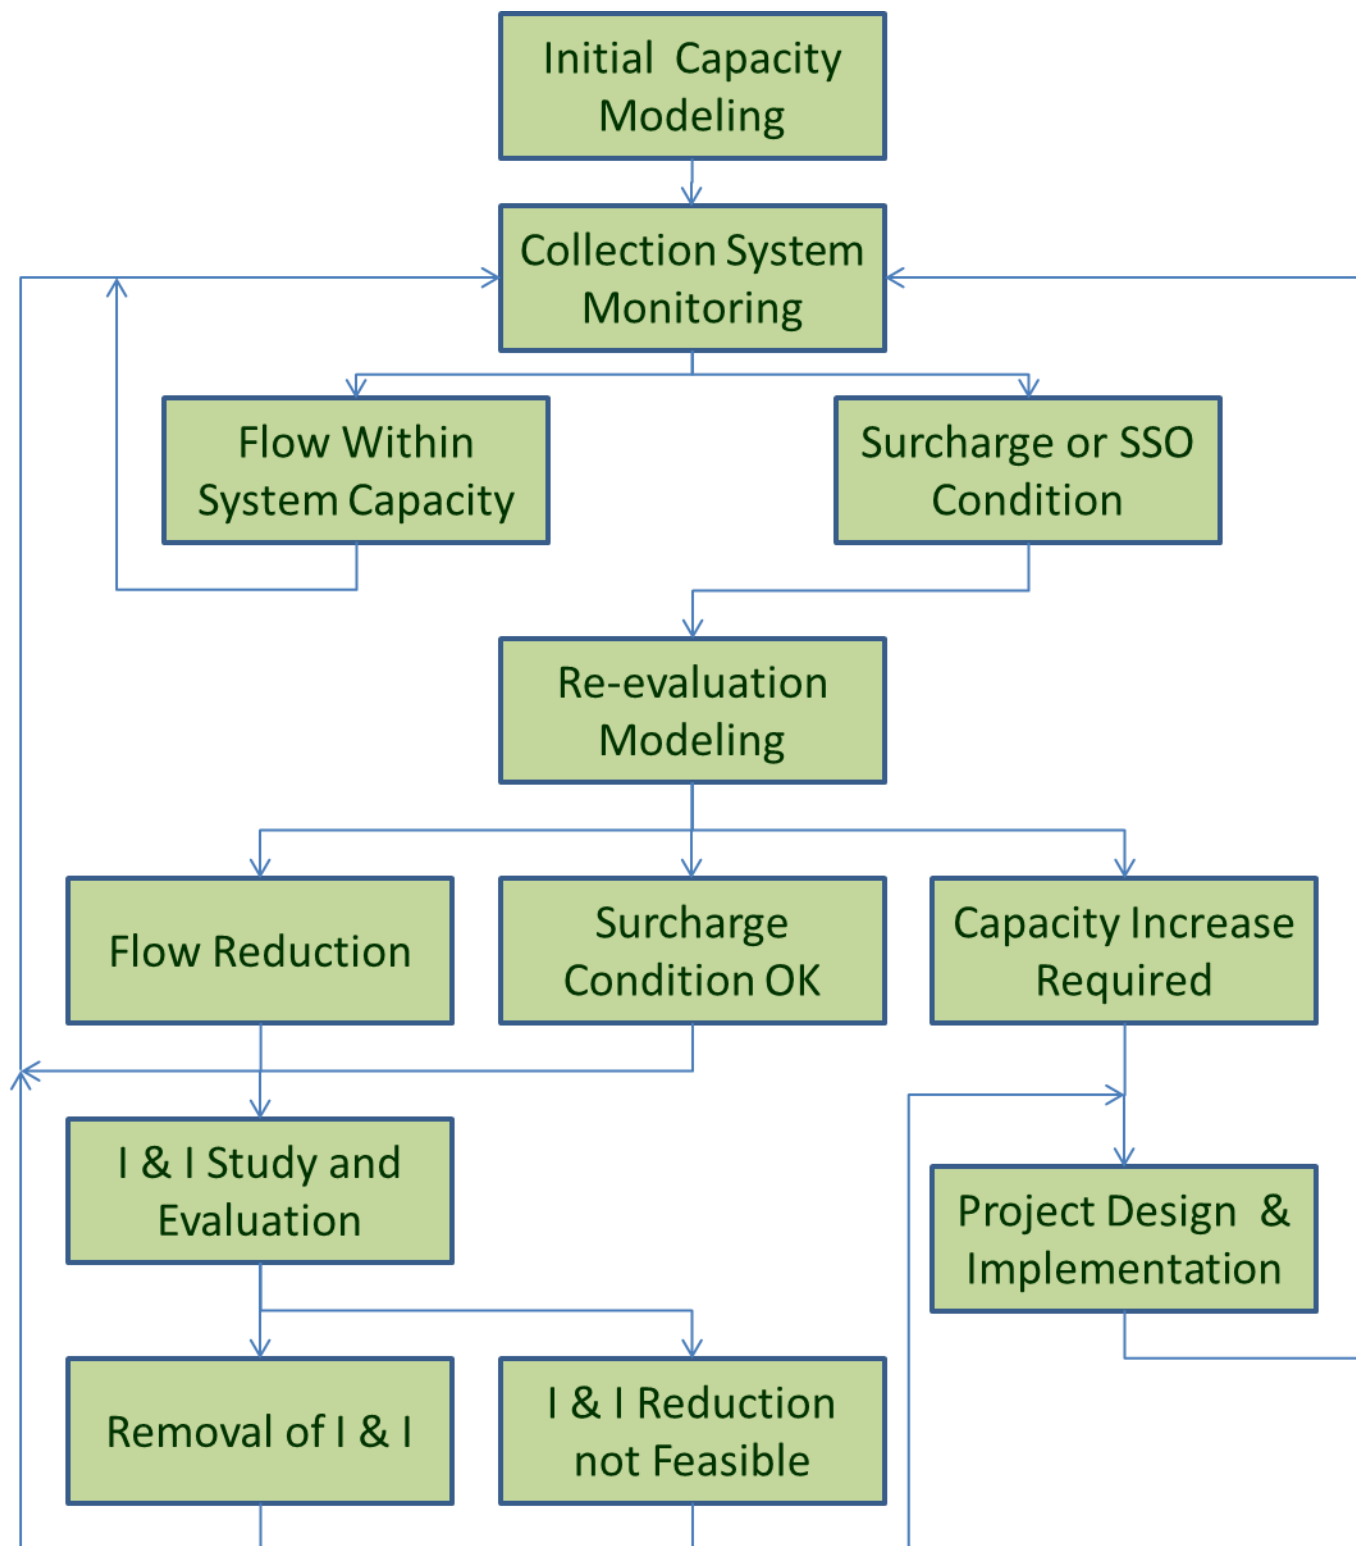 Initial  Capacity
Modeling
Collection System
Monitoring
Flow Within
System Capacity
Surcharge or SSO
Condition
Re-evaluation
Modeling
Flow Reduction
Surcharge
Condition OK
Capacity Increase
Required
I & I Study and
Evaluation
Project Design  &
Implementation
Removal of I & I
I & I Reduction
not Feasible